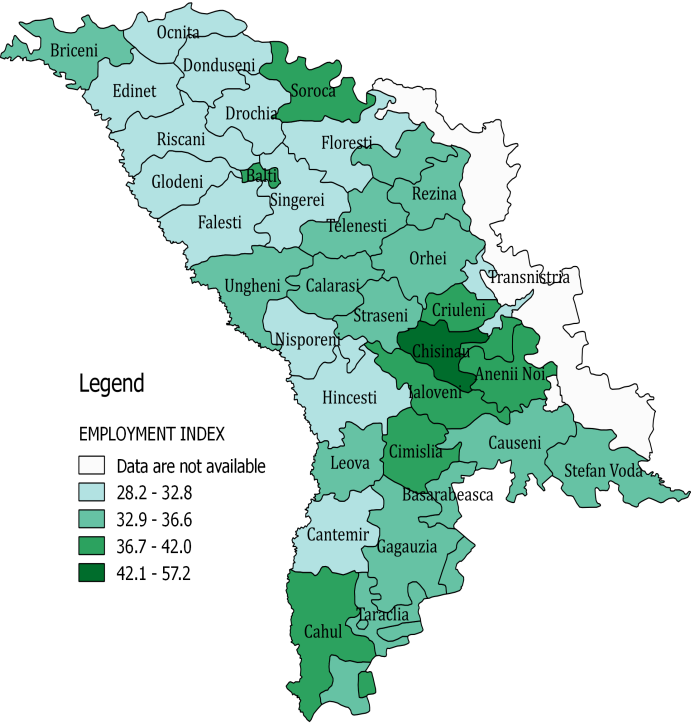 Ocnita
Briceni
Donduseni
Edinet
Soroca
Drochia
Riscani
Floresti
Balti
Glodeni
Singerei
Rezina
Falesti
Telenesti
Orhei
Transnistria
Ungheni
Calarasi
Criuleni
Straseni
Nisporeni
Chisinau
Anenii Noi
Ialoveni
Hincesti
Causeni
Cimislia
Leova
Stefan Voda
Basarabeasca
Cantemir
Gagauzia
Taraclia
Cahul
Legend
EMPLOYMENT INDEX
Data are not available
28.2 - 32.8
32.9 - 36.6
36.7 - 42.0
42.1 - 57.2